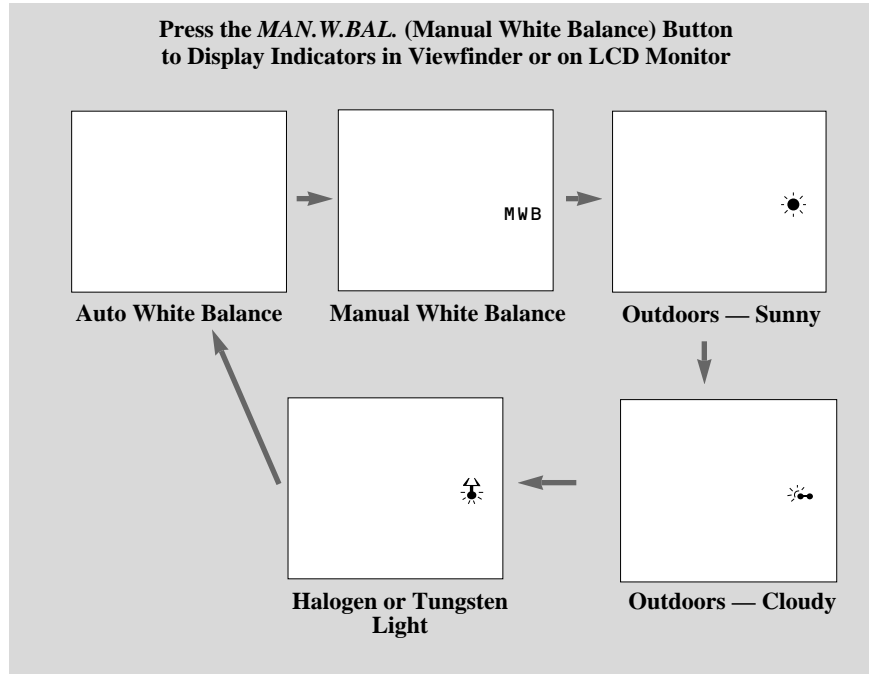 Press the MAN.W.BAL. (Manual White Balance) Button
to Display Indicators in Viewfinder or on LCD Monitor
MWB
Auto White Balance
Manual White Balance
Outdoors — Sunny
Halogen or Tungsten
Light
Outdoors — Cloudy